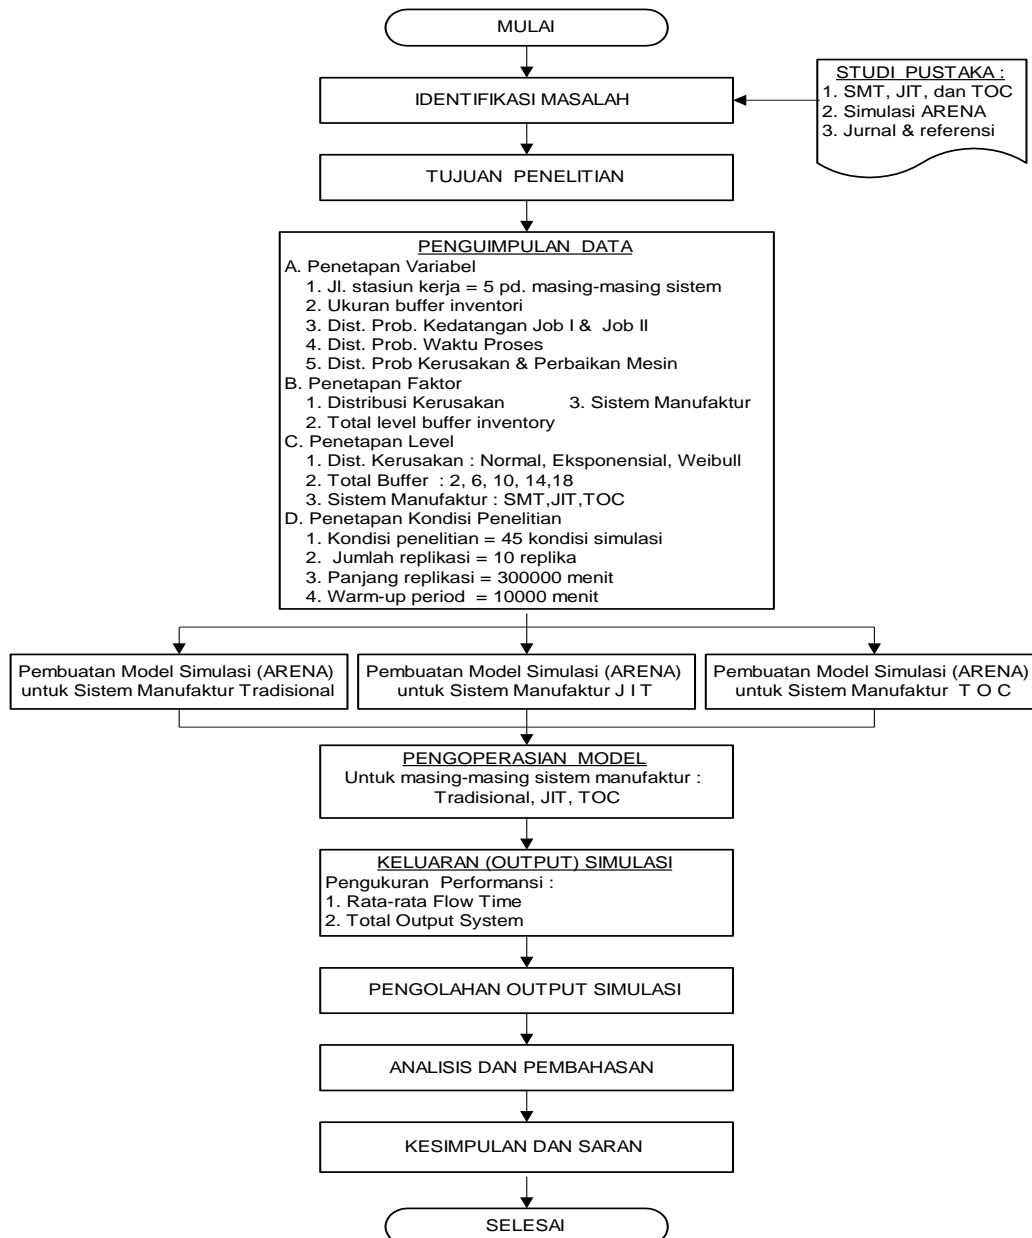 MULAI
IDENTIFIKASI MASALAH
STUDI PUSTAKA :
1. SMT, JIT, dan TOC
2. Simulasi ARENA
3. Jurnal & referensi
TUJUAN PENELITIAN
PENGUIMPULAN DATA
A. Penetapan Variabel
1. Jl. stasiun kerja = 5 pd. masing-masing sistem
2. Ukuran buffer inventori
3. Dist. Prob. Kedatangan Job I & Job II
4. Dist. Prob. Waktu Proses
5. Dist. Prob Kerusakan & Perbaikan Mesin
B. Penetapan Faktor
1. Distribusi Kerusakan 3. Sistem Manufaktur
2. Total level buffer inventory
C. Penetapan Level
1. Dist. Kerusakan : Normal, Eksponensial, Weibull
2. Total Buffer : 2, 6, 10, 14,18
3. Sistem Manufaktur : SMT,JIT,TOC
D. Penetapan Kondisi Penelitian
1. Kondisi penelitian = 45 kondisi simulasi
2. Jumlah replikasi = 10 replika
3. Panjang replikasi = 300000 menit
4. Warm-up period = 10000 menit
Pembuatan Model Simulasi (ARENA)
untuk Sistem Manufaktur Tradisional
Pembuatan Model Simulasi (ARENA)
untuk Sistem Manufaktur J I T
Pembuatan Model Simulasi (ARENA)
untuk Sistem Manufaktur T O C
PENGOPERASIAN MODEL
Untuk masing-masing sistem manufaktur :
Tradisional, JIT, TOC
KELUARAN (OUTPUT) SIMULASI
Pengukuran Performansi :
1. Rata-rata Flow Time
2. Total Output System
PENGOLAHAN OUTPUT SIMULASI
ANALISIS DAN PEMBAHASAN
KESIMPULAN DAN SARAN
SELESAI